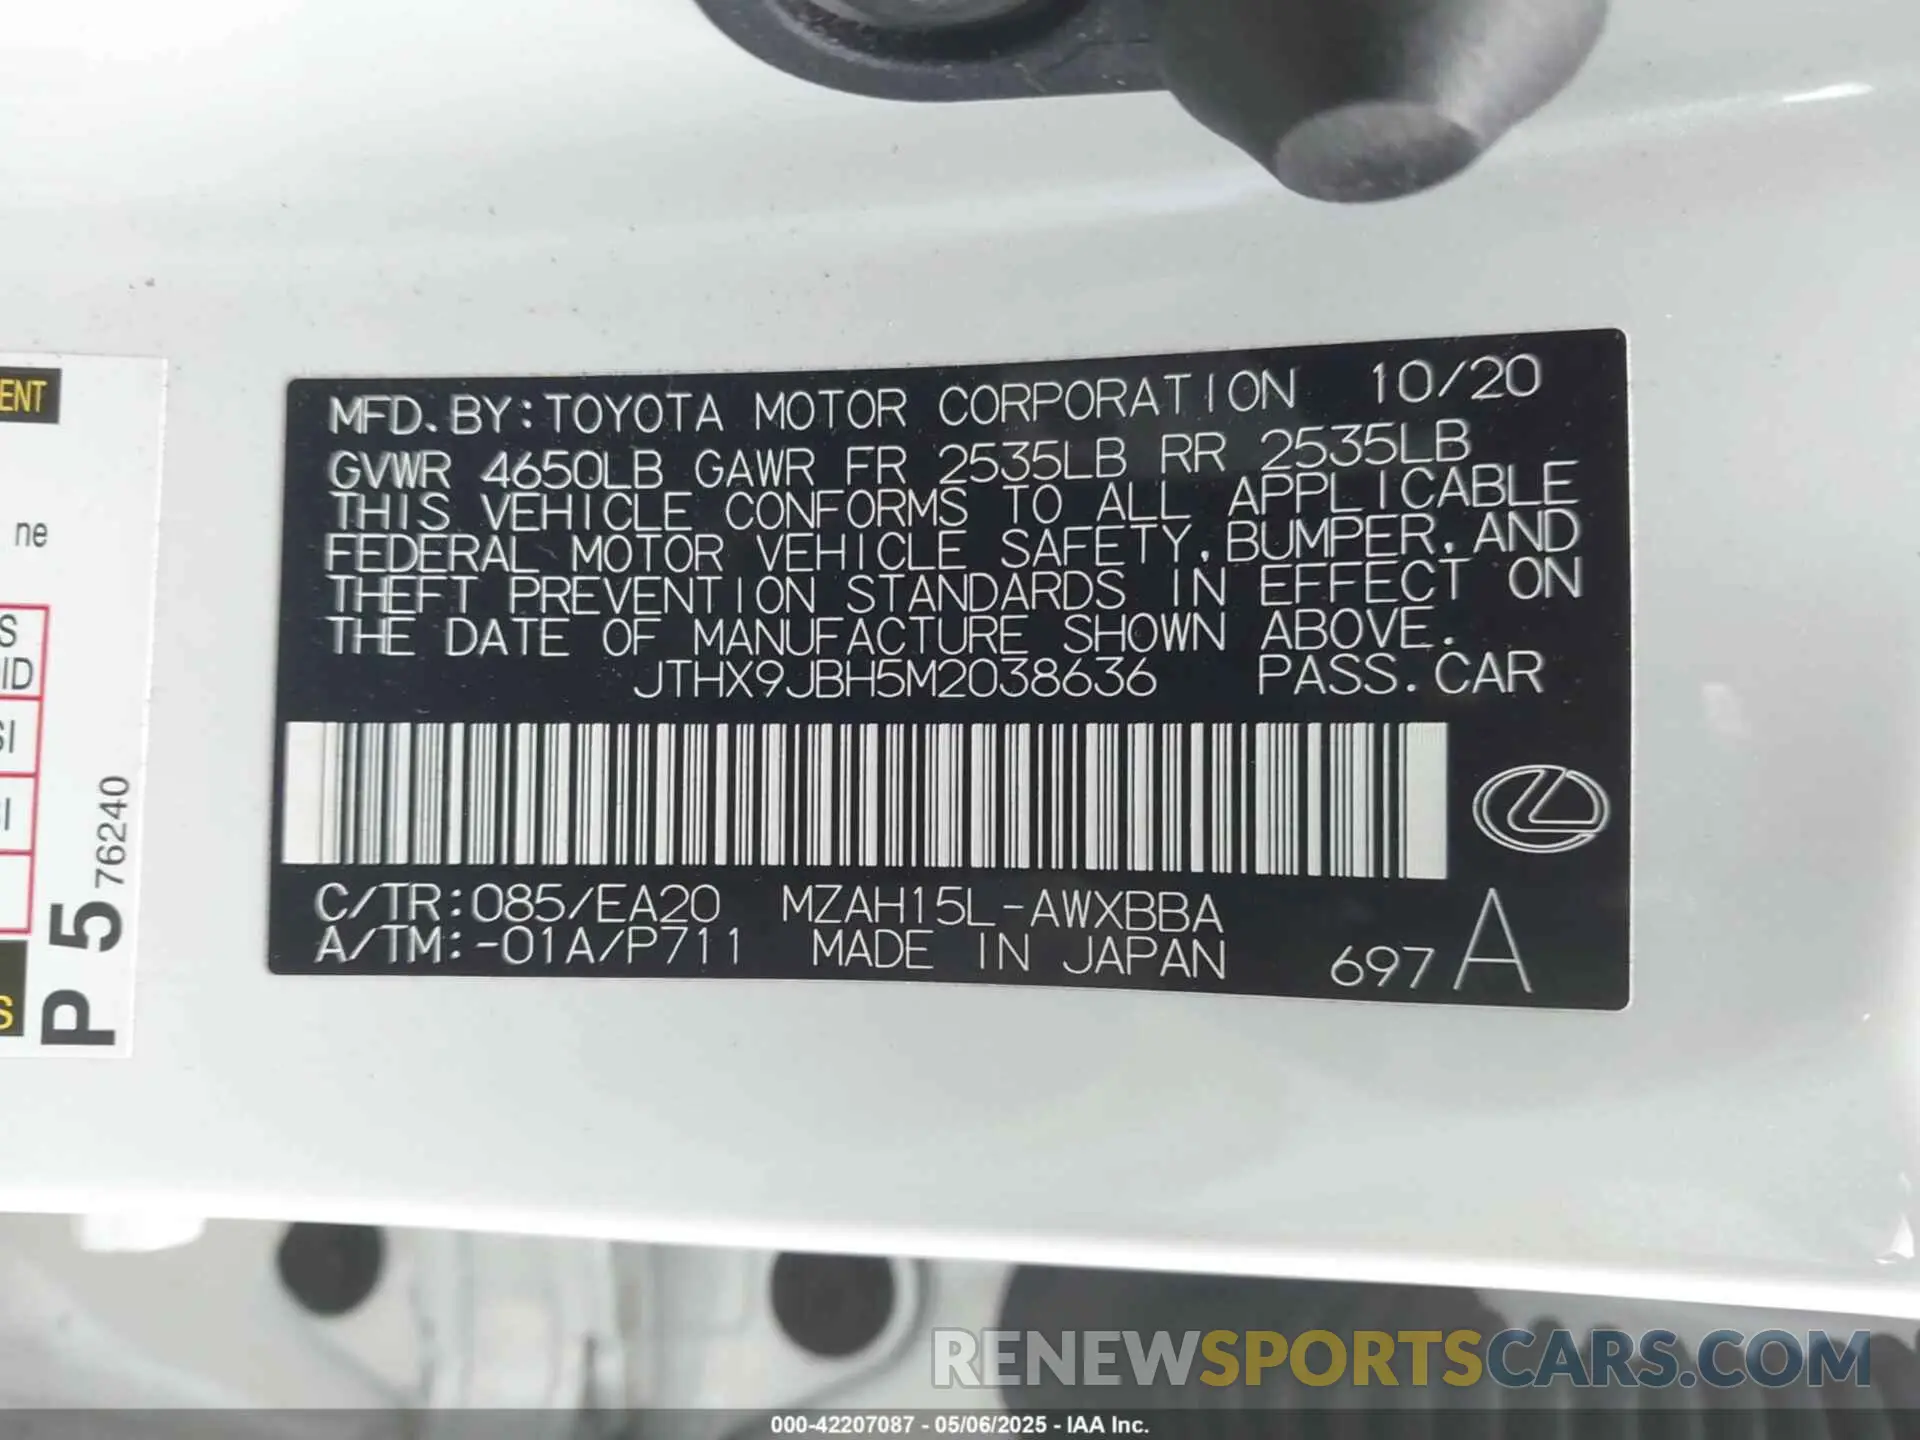 MFD. BY: TOYOTA MOTOR CORPORATION 10/20
GVWR 4650LB GAWR FR 2535LB RR 2535LB
THIS VEHICLE CONFORMS TO ALL APPLICABLE
FEDERAL MOTOR VEHICLE SAFETY, BUMPER, AND
THEFT PREVENTION STANDARDS IN EFFECT ON
THE DATE OF MANUFACTURE SHOWN ABOVE.
JTHX9JBH5M2038636 PASS. CAR
C/TR: 085/EA20 MZAH15L-AWXBBA
A/TM: -01A/P711 MADE IN JAPAN 697 A
ENT
ne
S
ID
SI
SI
S
P 5 76240
RENEWSPORTSCARS.COM
000-42207087 - 05/06/2025 - IAA Inc.